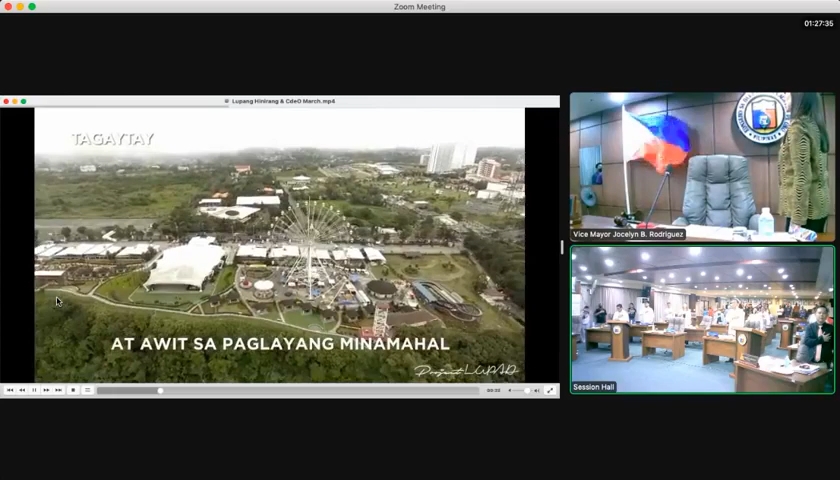 Zoom Meeting
01:27:35
Lupang Hinirang & CdeO March.mp4
TAGAYTAY
AT AWIT SA PAGLAYANG MINAMAHAL
Project LUPAD
Vice Mayor Jocelyn B. Rodriguez
Session Hall